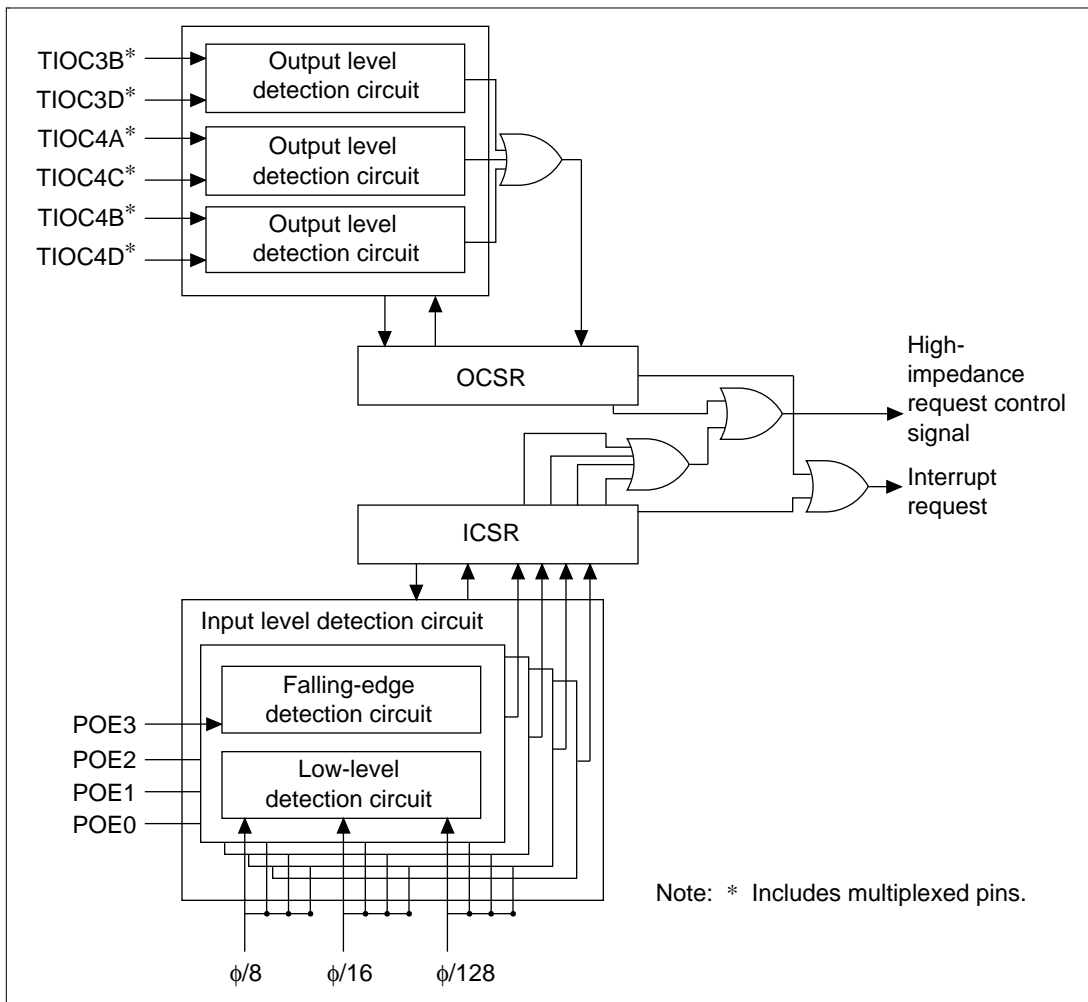 TIOC3B*
TIOC3D*
TIOC4A*
TIOC4C*
TIOC4B*
TIOC4D*
Output level
detection circuit
Output level
detection circuit
Output level
detection circuit
OCSR
High-
impedance
request control
signal
Interrupt
request
ICSR
Input level detection circuit
Falling-edge
detection circuit
Low-level
detection circuit
POE3
POE2
POE1
POE0
ϕ/8
ϕ/16
ϕ/128
Note: * Includes multiplexed pins.